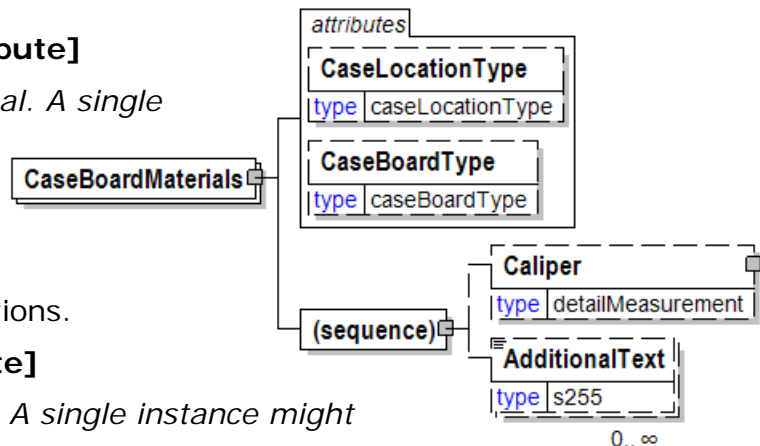 bute]
al. A single
tions.
te]
A single instance might
CaseBoardMaterials
attributes
CaseLocationType
type caseLocationType
CaseBoardType
type caseBoardType
(sequence)
Caliper
type detailMeasurement
AdditionalText
type s255
0..∞